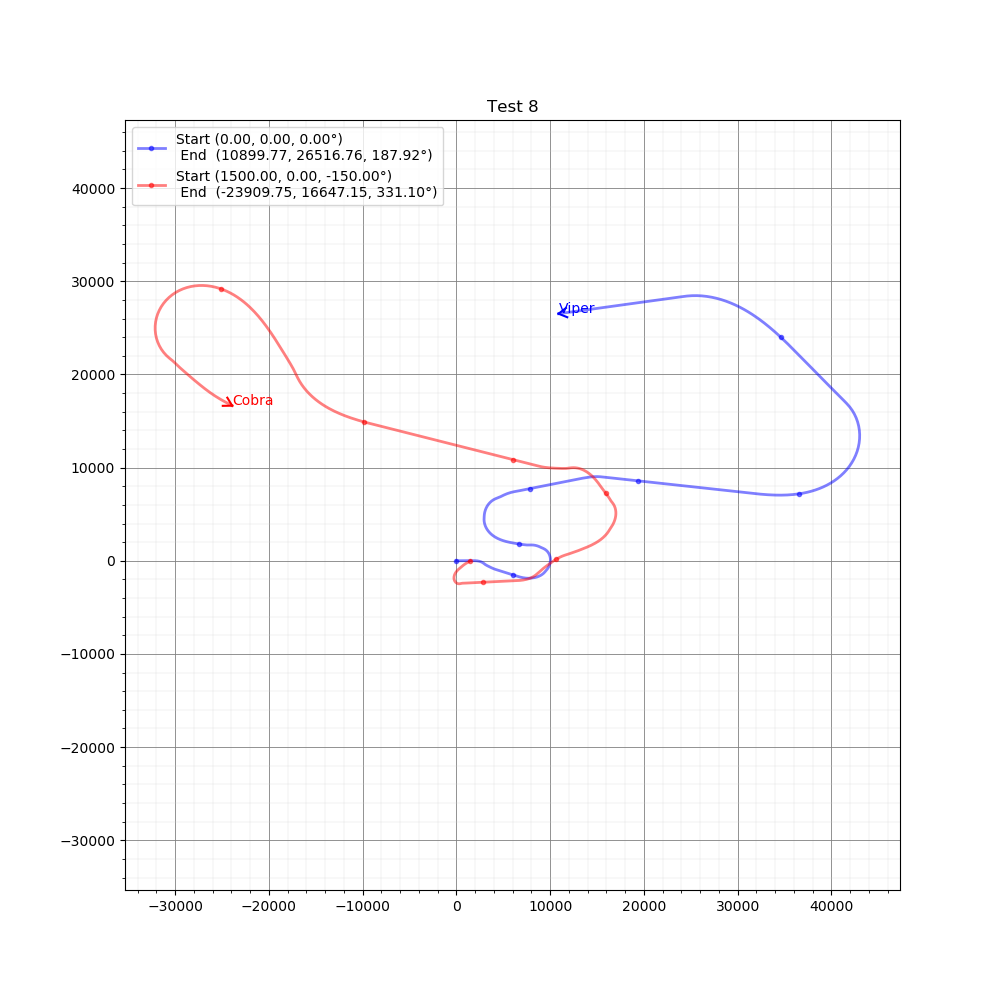 Test 8
Start (0.00, 0.00, 0.00°)
End  (10899.77, 26516.76, 187.92°)
Start (1500.00, 0.00, -150.00°)
End  (-23909.75, 16647.15, 331.10°)
40000
30000
20000
10000
0
−10000
−20000
−30000
Viper
Cobra
−30000 −20000 −10000 0 10000 20000 30000 40000